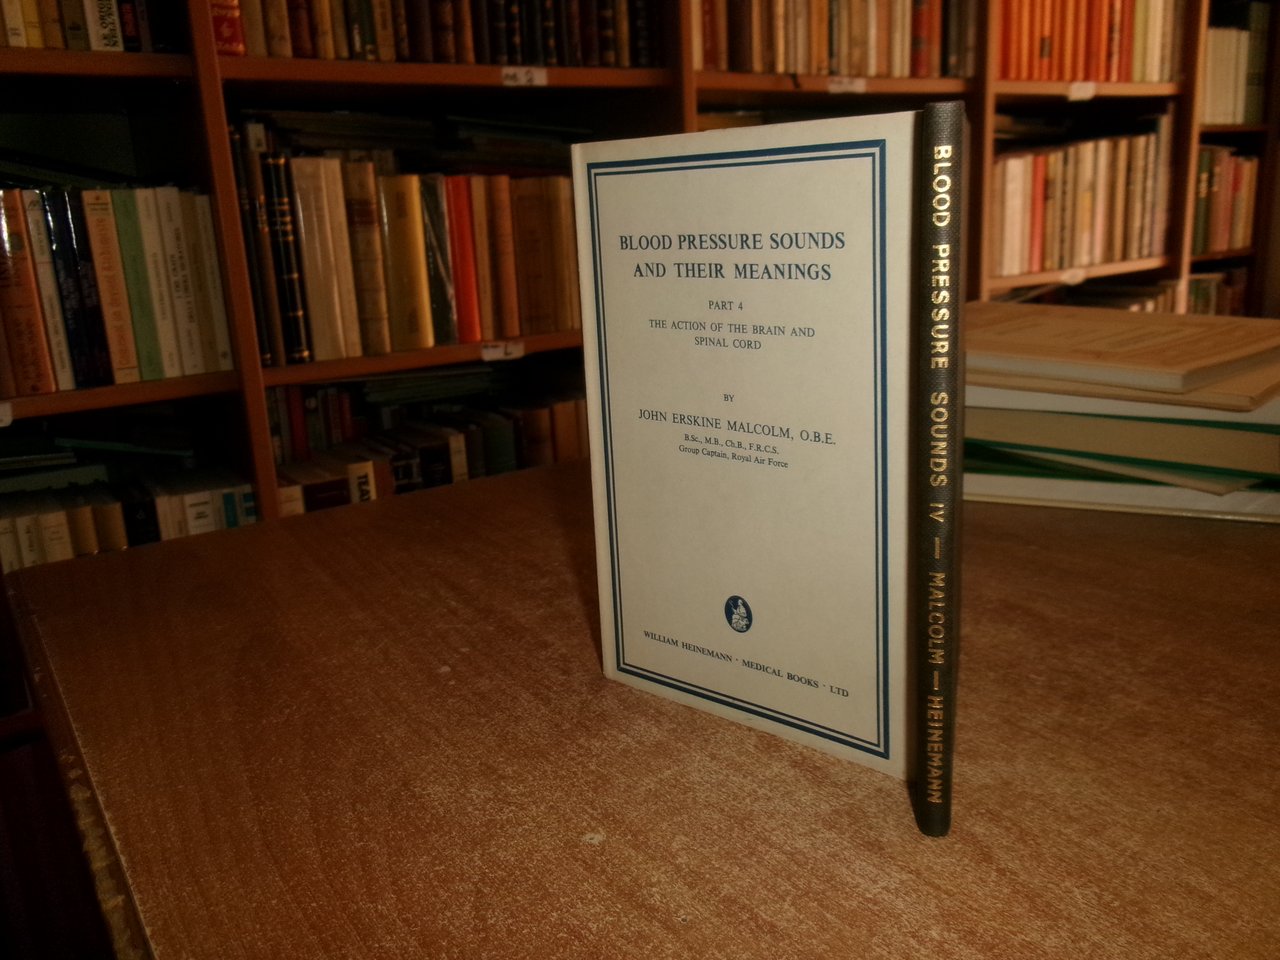 BLOOD PRESSURE SOUNDS
AND THEIR MEANINGS
PART 4
THE ACTION OF THE BRAIN AND
SPINAL CORD
BY
JOHN ERSKINE MALCOLM, O.B.E.
B.Sc., M.B., Ch.B., F.R.C.S.
Group Captain, Royal Air Force
WILLIAM HEINEMANN · MEDICAL BOOKS · LTD
BLOOD PRESSURE SOUNDS IV — MALCOLM — HEINEMANN